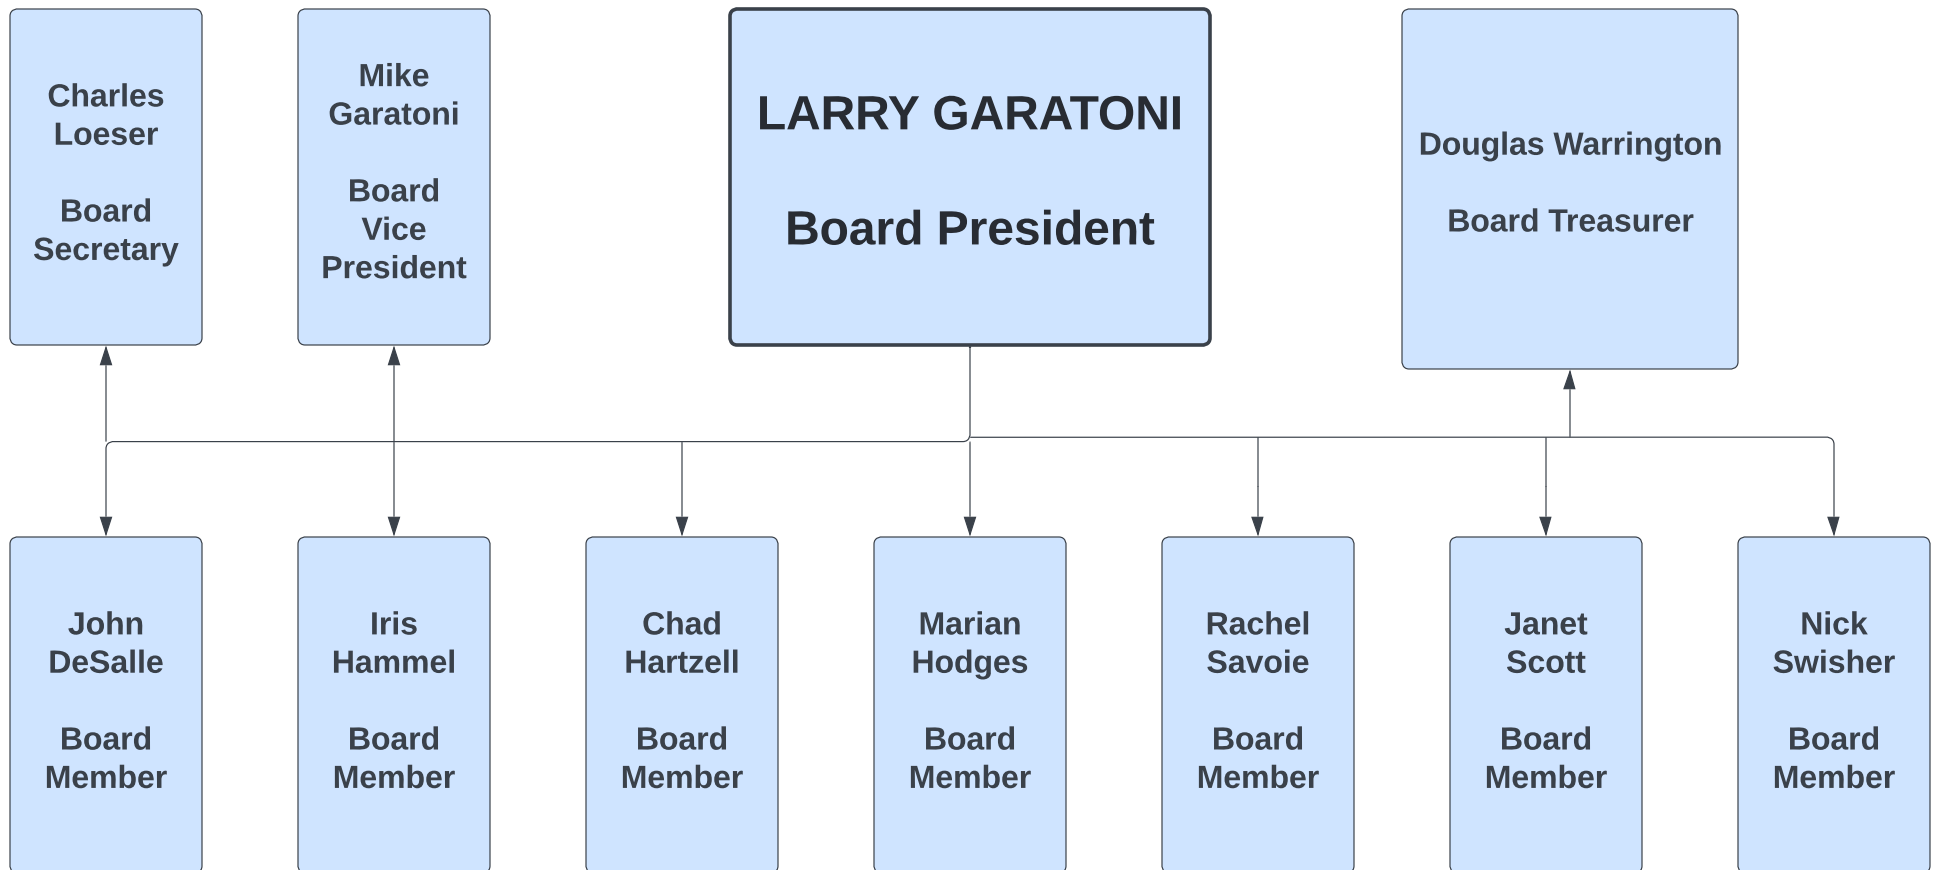 Charles
Loeser
Board
Secretary
Mike
Garatoni
Board
Vice
President
LARRY GARATONI
Board President
Douglas Warrington
Board Treasurer
John
DeSalle
Board
Member
Iris
Hammel
Board
Member
Chad
Hartzell
Board
Member
Marian
Hodges
Board
Member
Rachel
Savoie
Board
Member
Janet
Scott
Board
Member
Nick
Swisher
Board
Member